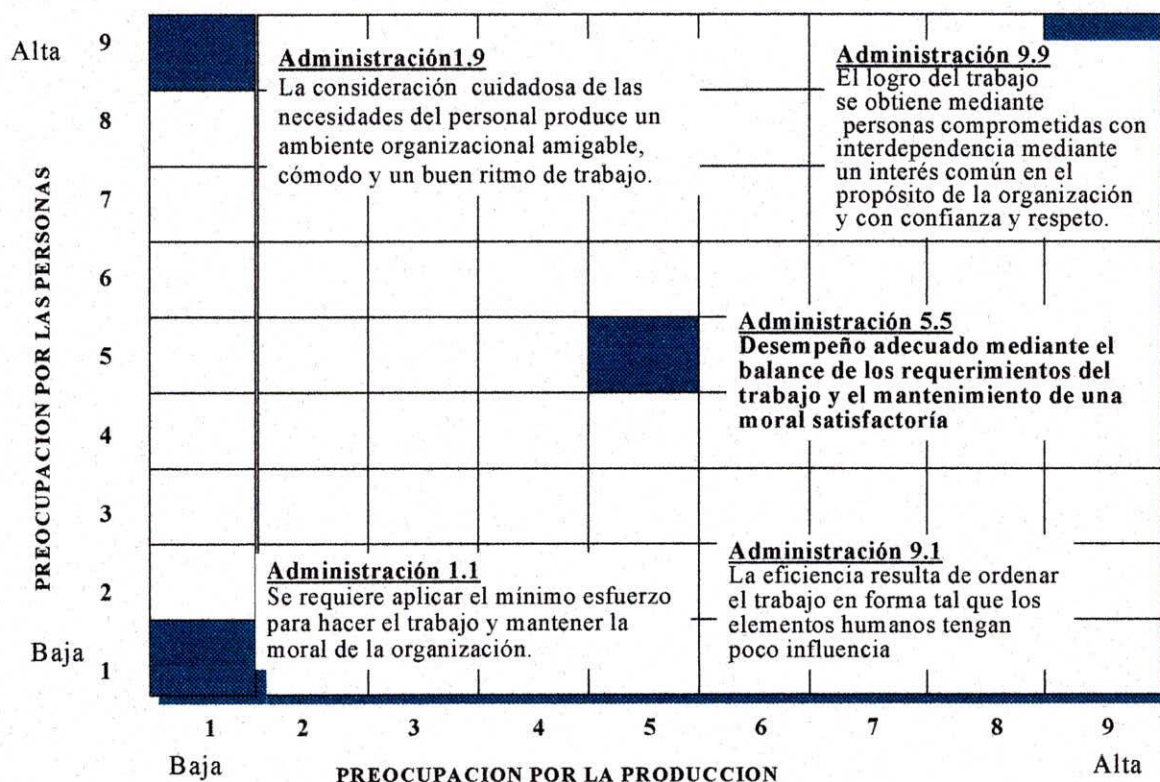 Alta
9
8
7
6
5
4
3
2
1
Baja
PREOCUPACION POR LAS PERSONAS
Administración1.9
La consideración cuidadosa de las
necesidades del personal produce un
ambiente organizacional amigable,
cómodo y un buen ritmo de trabajo.
Administración 9.9
El logro del trabajo
se obtiene mediante
personas comprometidas con
interdependencia mediante
un interés común en el
propósito de la organización
y con confianza y respeto.
Administración 5.5
Desempeño adecuado mediante el
balance de los requerimientos del
trabajo y el mantenimiento de una
moral satisfactoría
Administración 1.1
Se requiere aplicar el mínimo esfuerzo
para hacer el trabajo y mantener la
moral de la organización.
Administración 9.1
La eficiencia resulta de ordenar
el trabajo en forma tal que los
elementos humanos tengan
poco influencia
1 2 3 4 5 6 7 8 9
Baja Alta
PREOCUPACION POR LA PRODUCCION